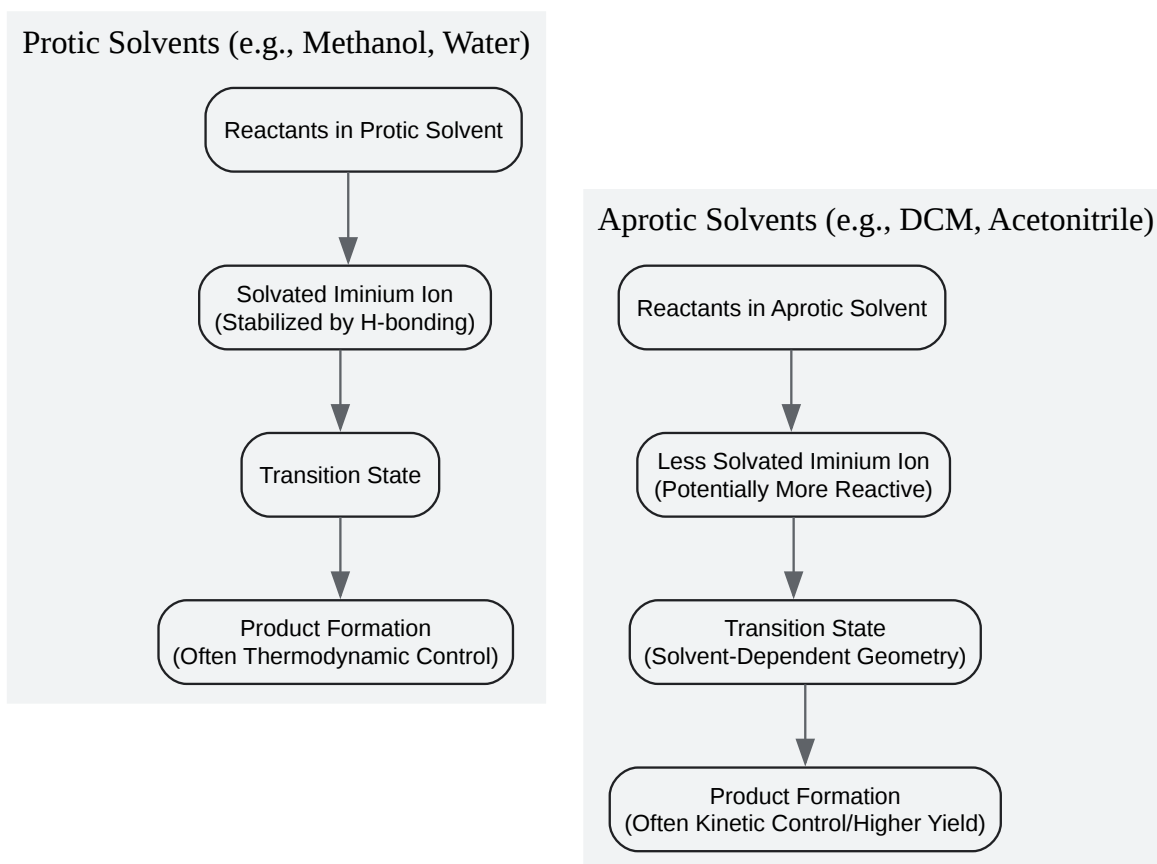 Protic Solvents (e.g., Methanol, Water)
Reactants in Protic Solvent
Solvated Iminium Ion
(Stabilized by H-bonding)
Transition State
Product Formation
(Often Thermodynamic Control)
Aprotic Solvents (e.g., DCM, Acetonitrile)
Reactants in Aprotic Solvent
Less Solvated Iminium Ion
(Potentially More Reactive)
Transition State
(Solvent-Dependent Geometry)
Product Formation
(Often Kinetic Control/Higher Yield)